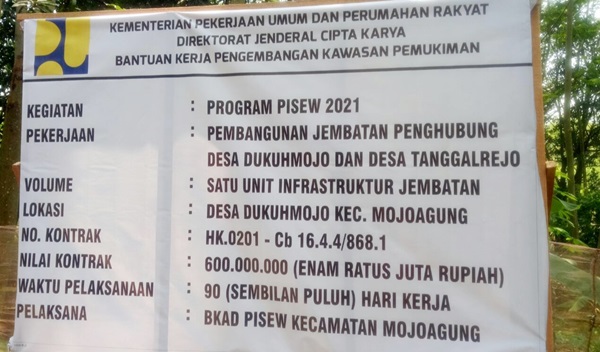 KEMENTERIAN PEKERJAAN UMUM DAN PERUMAHAN RAKYAT
DIREKTORAT JENDERAL CIPTA KARYA
BANTUAN KERJA PENGEMBANGAN KAWASAN PEMUKIMAN
KEGIATAN : PROGRAM PISEW 2021
PEKERJAAN : PEMBANGUNAN JEMBATAN PENGHUBUNG
DESA DUKUHMOJO DAN DESA TANGGALREJO
VOLUME : SATU UNIT INFRASTRUKTUR JEMBATAN
LOKASI : DESA DUKUHMOJO KEC. MOJOAGUNG
NO. KONTRAK : HK.0201 - Cb 16.4.4/868.1
NILAI KONTRAK : 600.000.000 (ENAM RATUS JUTA RUPIAH)
WAKTU PELAKSANAAN : 90 (SEMBILAN PULUH) HARI KERJA
PELAKSANA : BKAD PISEW KECAMATAN MOJOAGUNG